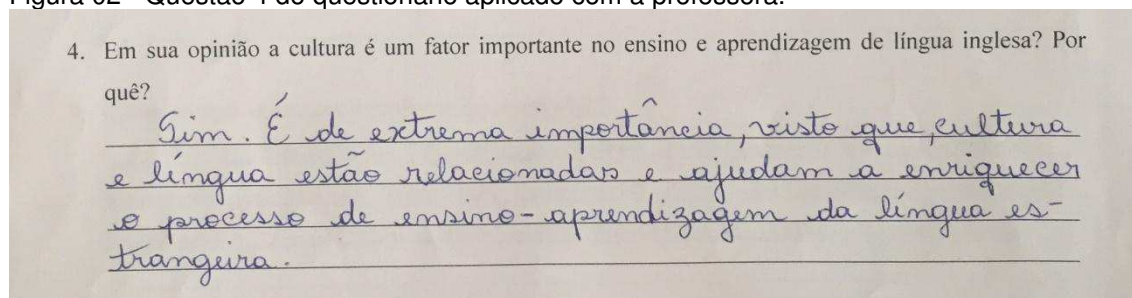 Figura 02 - Questão 4 do questionário aplicado com a professora.
4. Em sua opinião a cultura é um fator importante no ensino e aprendizagem de língua inglesa? Por
quê?
Sim. É de extrema importância, visto que, cultura
e língua estão relacionadas e ajudam a enriquecer
o processo de ensino-aprendizagem da língua es-
trangeira.